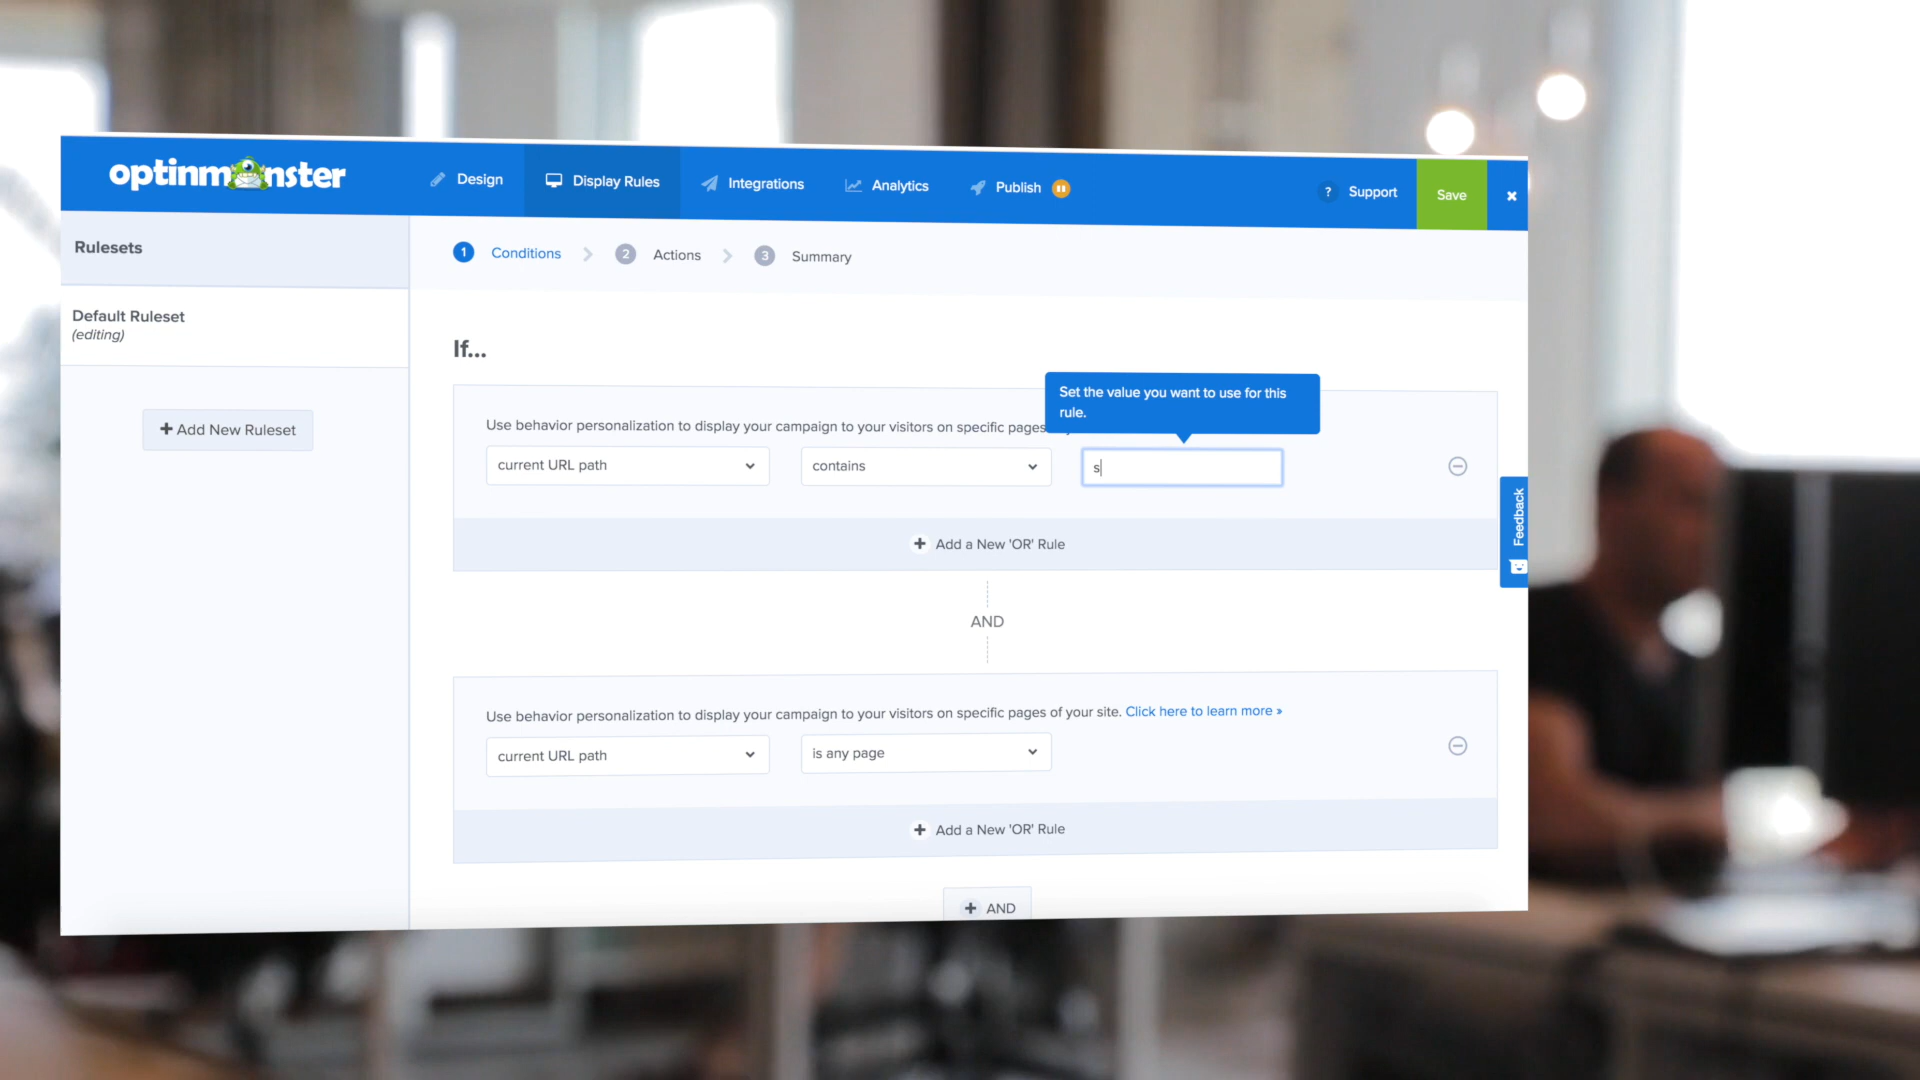 optinmonster
Design
Display Rules
Integrations
Analytics
Publish
? Support
Save
Rulesets
1 Conditions
2 Actions
3 Summary
Default Ruleset
(editing)
+ Add New Ruleset
If...
Set the value you want to use for this
rule.
Use behavior personalization to display your campaign to your visitors on specific pages
current URL path
contains
s
+ Add a New 'OR' Rule
Feedback
AND
Use behavior personalization to display your campaign to your visitors on specific pages of your site. Click here to learn more »
current URL path
is any page
+ Add a New 'OR' Rule
+ AND